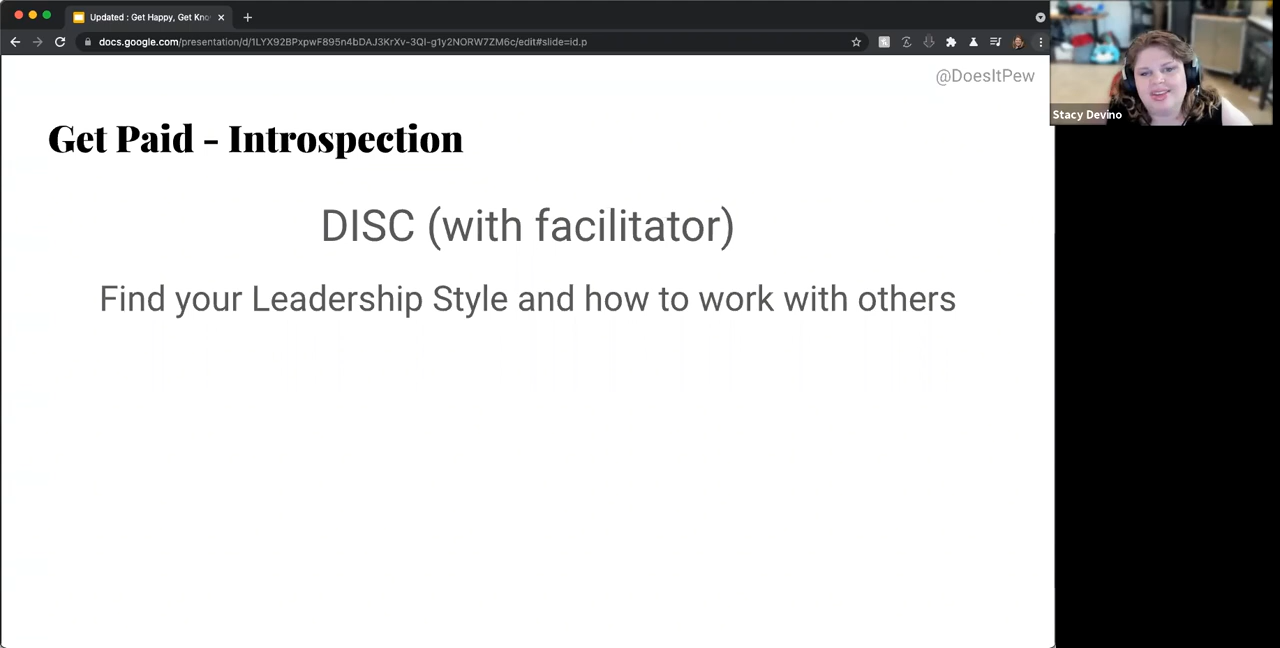 Updated : Get Happy, Get Kno
docs.google.com/presentation/d/1LYX92BPxpwF895n4bDAJ3KrXv-3QI-g1y2NORW7ZM6c/edit#slide=id.p
@DoesItPew
Stacy Devino
Get Paid - Introspection
DISC (with facilitator)
Find your Leadership Style and how to work with others